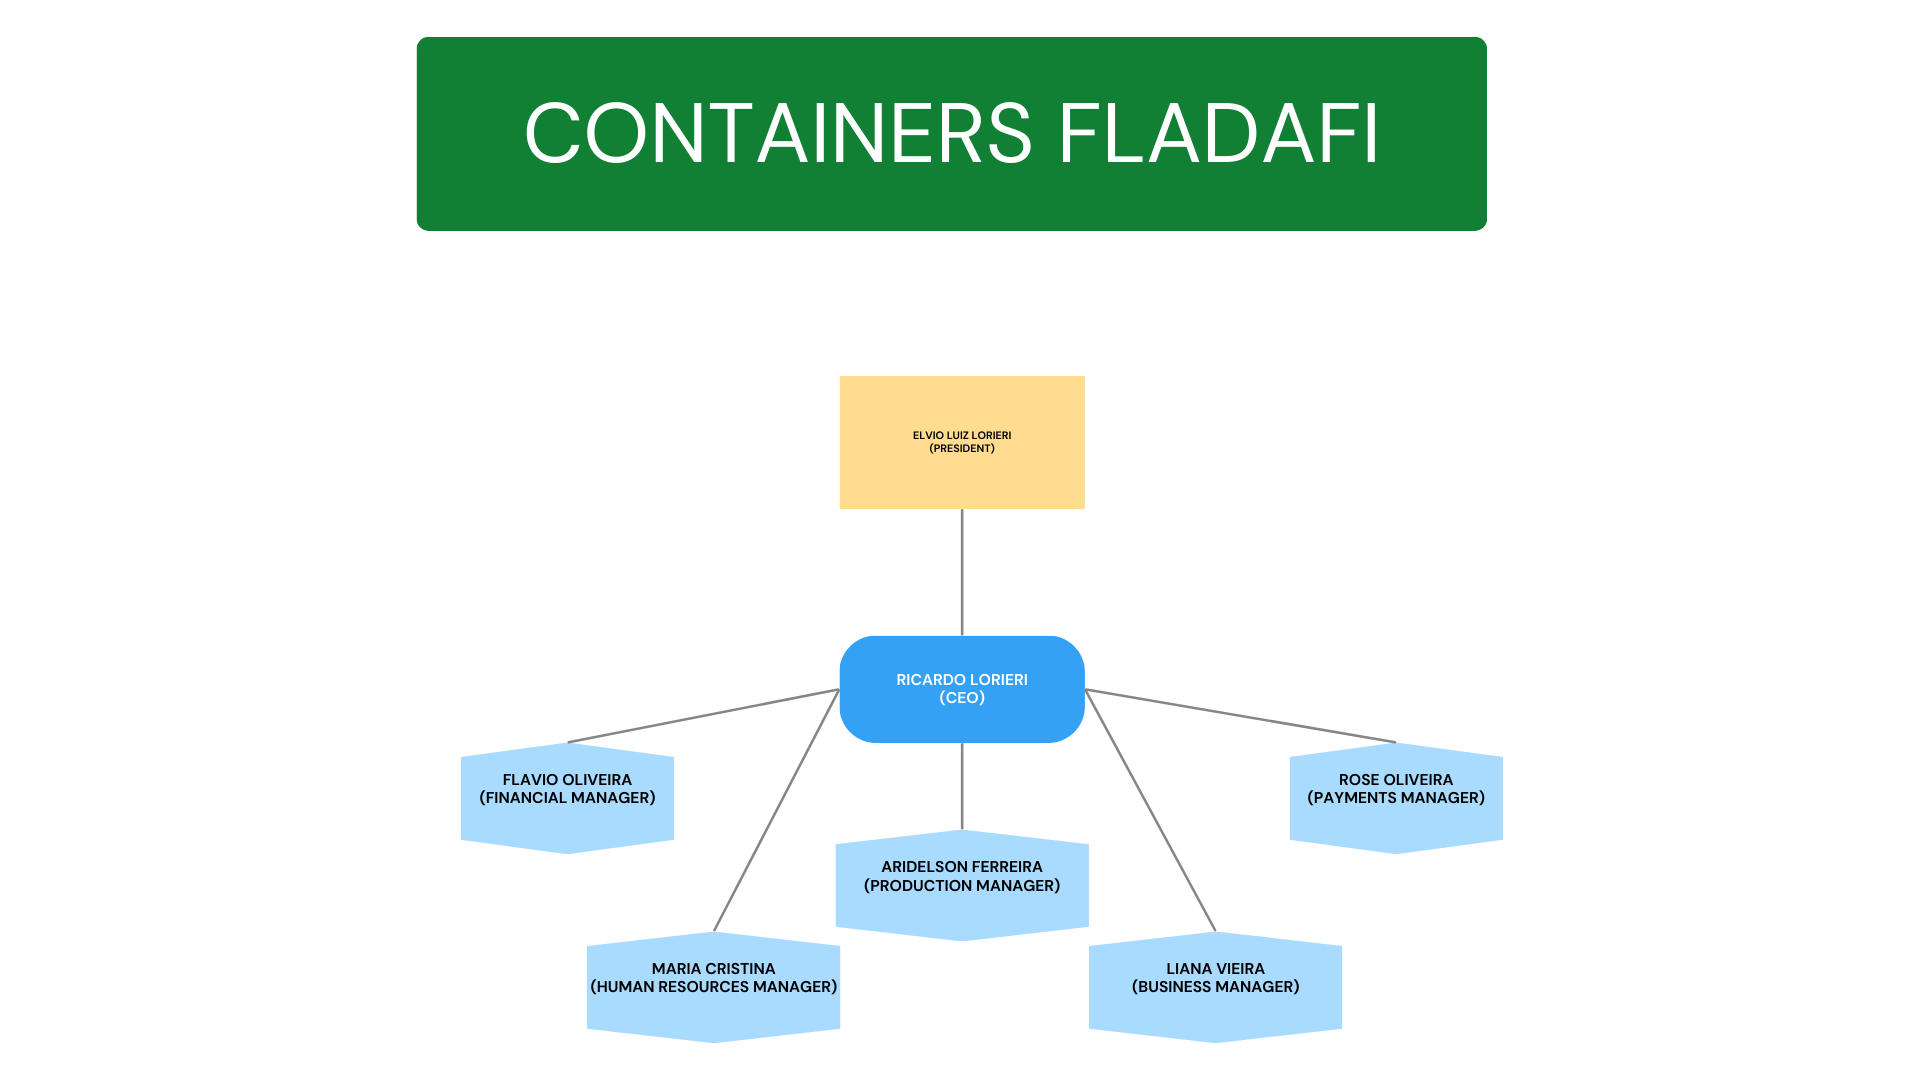 CONTAINERS FLADAFI
ELVIO LUIZ LORIERI
(PRESIDENT)
RICARDO LORIERI
(CEO)
FLAVIO OLIVEIRA
(FINANCIAL MANAGER)
ROSE OLIVEIRA
(PAYMENTS MANAGER)
ARIDELSON FERREIRA
(PRODUCTION MANAGER)
MARIA CRISTINA
(HUMAN RESOURCES MANAGER)
LIANA VIEIRA
(BUSINESS MANAGER)